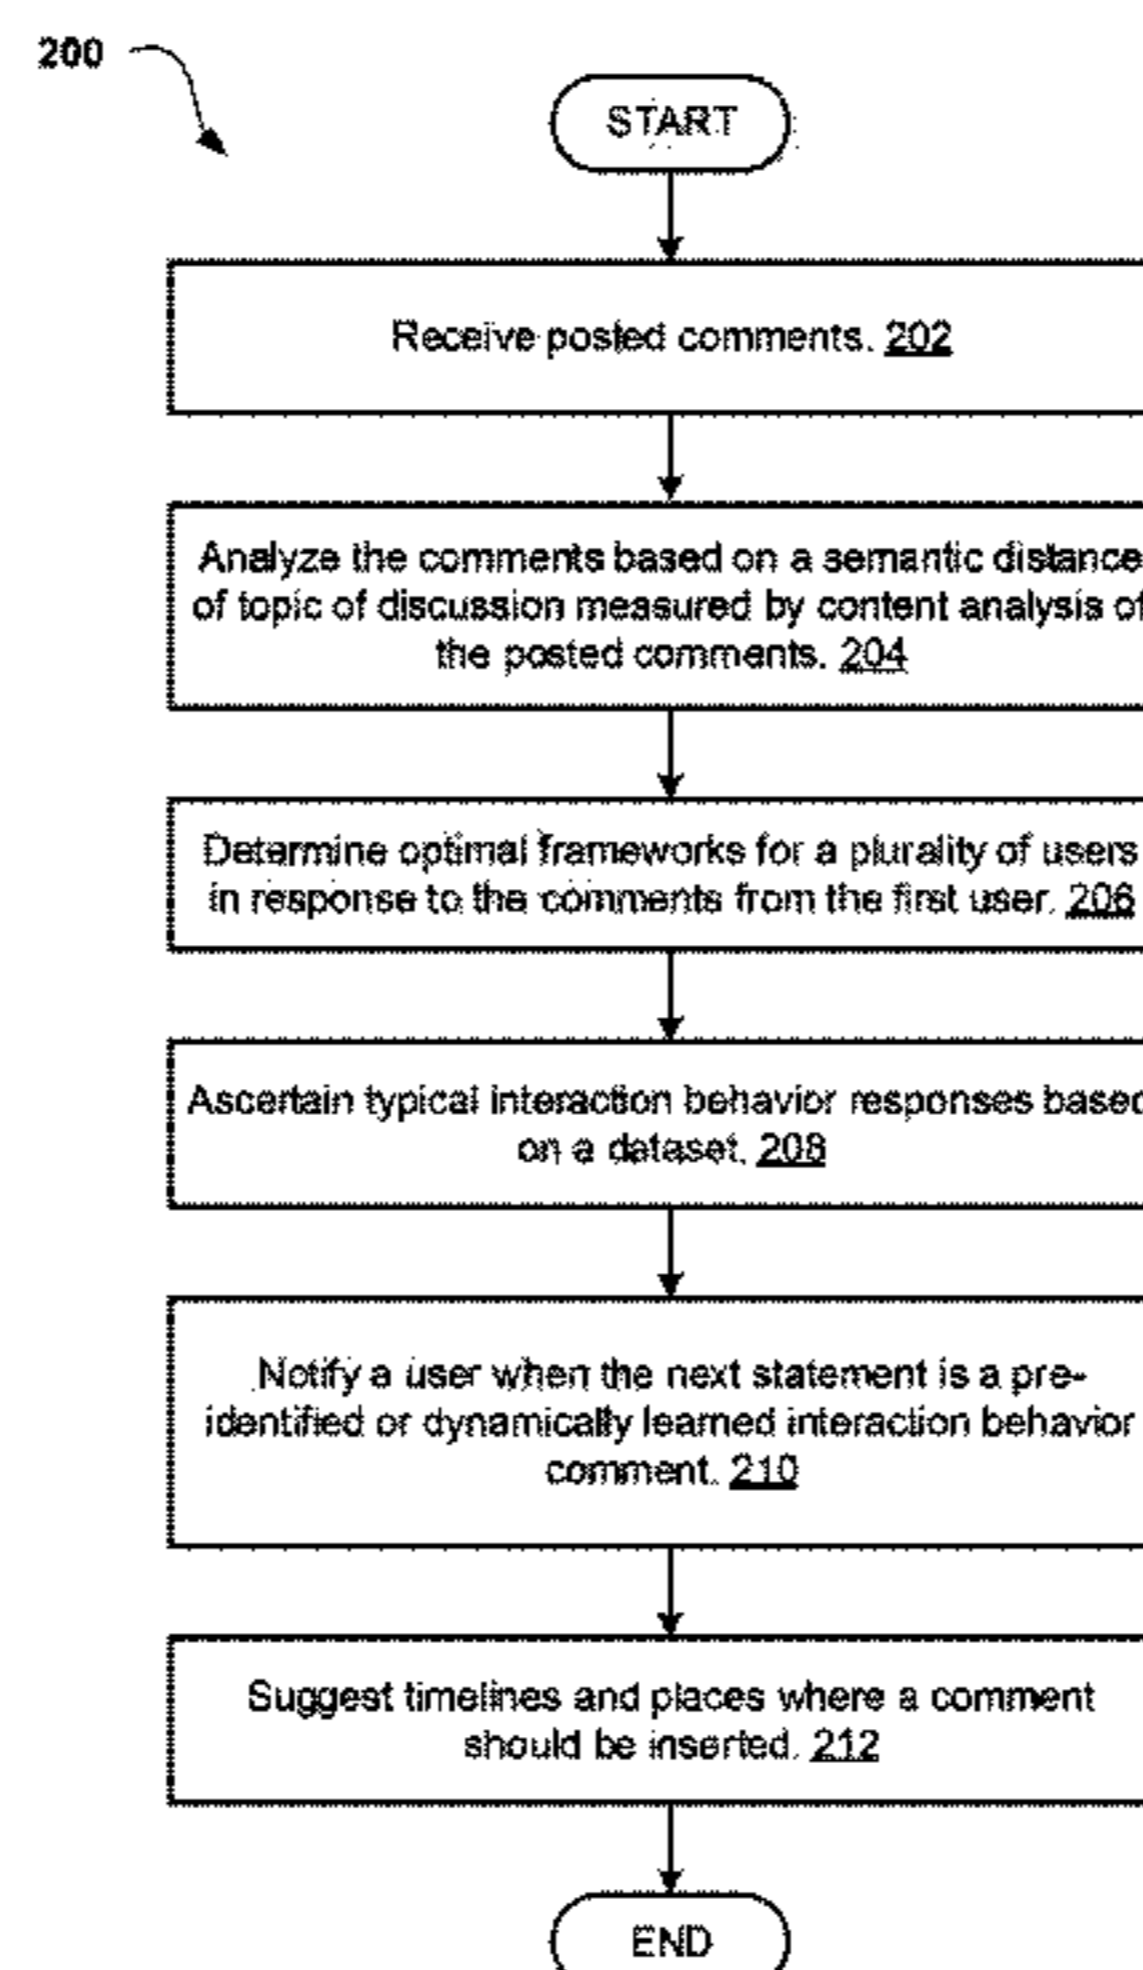 200
START
Receive posted comments. 202
Analyze the comments based on a semantic distance
of topic of discussion measured by content analysis of
the posted comments. 204
Determine optimal frameworks for a plurality of users
in response to the comments from the first user. 206
Ascertain typical interaction behavior responses based
on a dataset. 208
Notify a user when the next statement is a pre-
identified or dynamically learned interaction behavior
comment. 210
Suggest timelines and places where a comment
should be inserted. 212
END